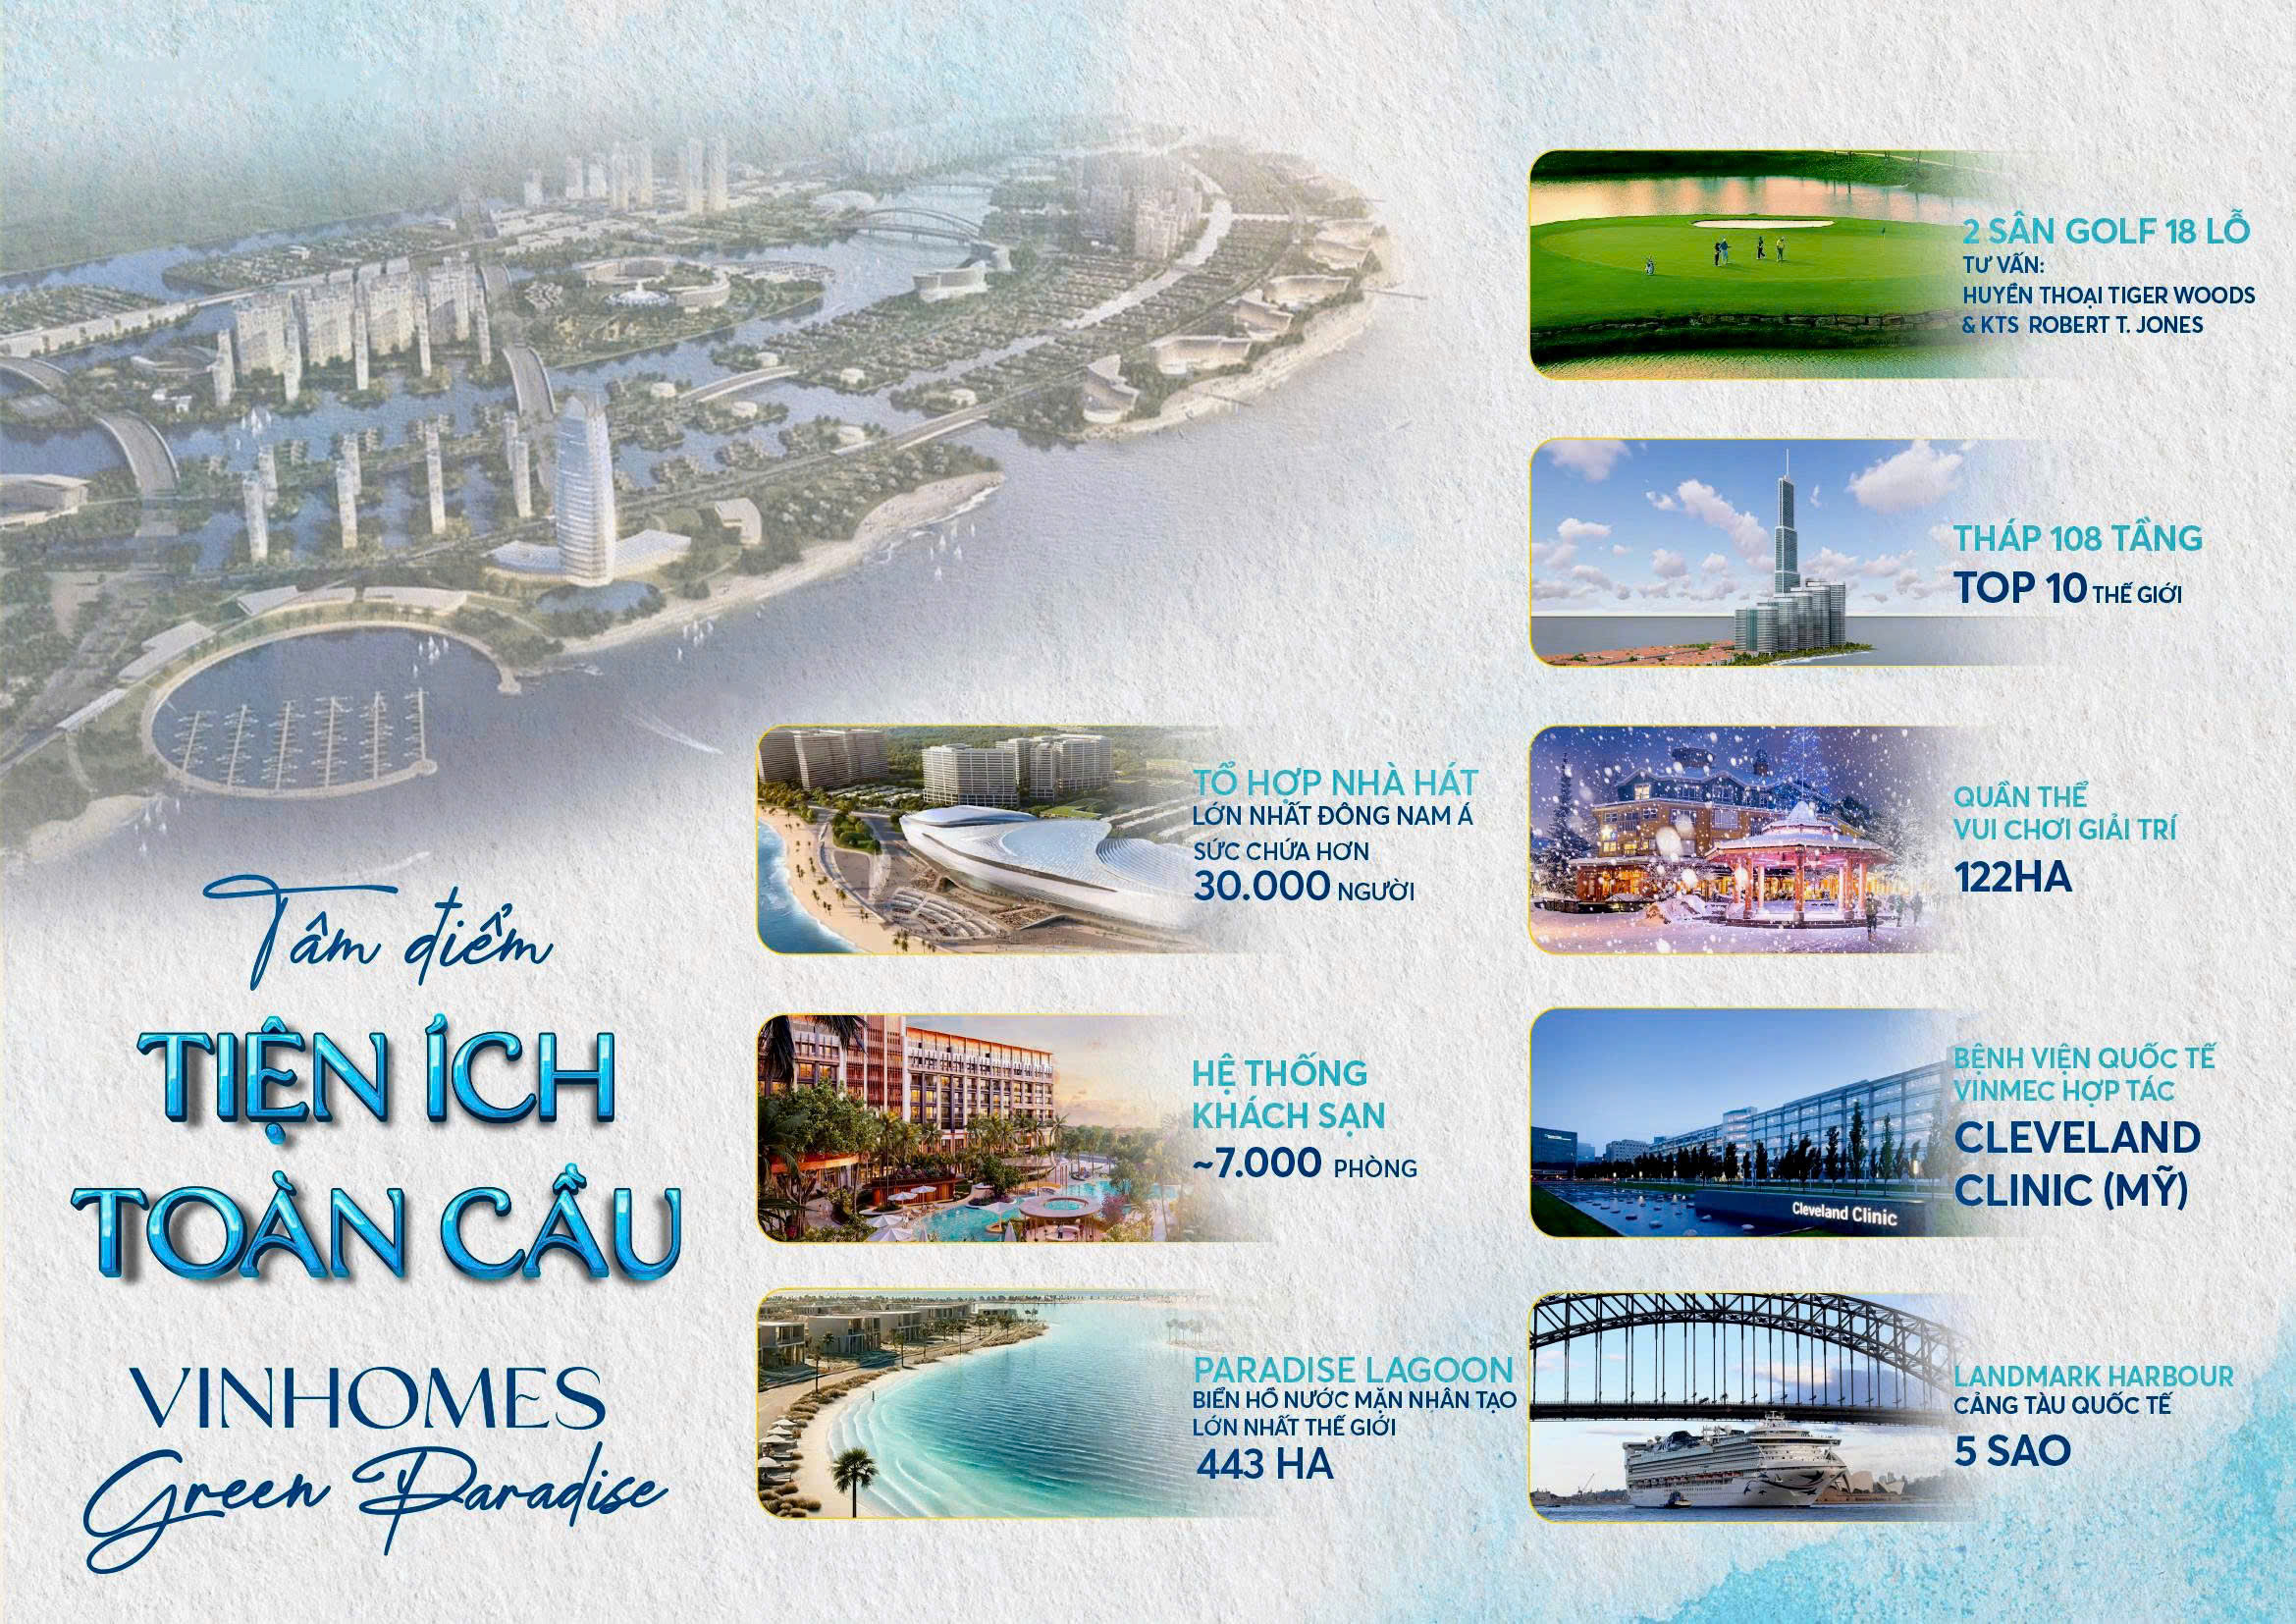 Tâm điểm
TIỆN ÍCH
TOÀN CẦU
VINHOMES
Green Paradise
TỔ HỢP NHÀ HÁT
LỚN NHẤT ĐÔNG NAM Á
SỨC CHỨA HƠN
30.000 NGƯỜI
HỆ THỐNG
KHÁCH SẠN
~7.000 PHÒNG
PARADISE LAGOON
BIỂN HỒ NƯỚC MẶN NHÂN TẠO
LỚN NHẤT THẾ GIỚI
443 HA
2 SÂN GOLF 18 LỖ
TƯ VẤN:
HUYỀN THOẠI TIGER WOODS
& KTS ROBERT T. JONES
THÁP 108 TẦNG
TOP 10 THẾ GIỚI
QUẦN THỂ
VUI CHƠI GIẢI TRÍ
122HA
BỆNH VIỆN QUỐC TẾ
VINMEC HỢP TÁC
CLEVELAND
CLINIC (MỸ)
Cleveland Clinic
LANDMARK HARBOUR
CẢNG TÀU QUỐC TẾ
5 SAO